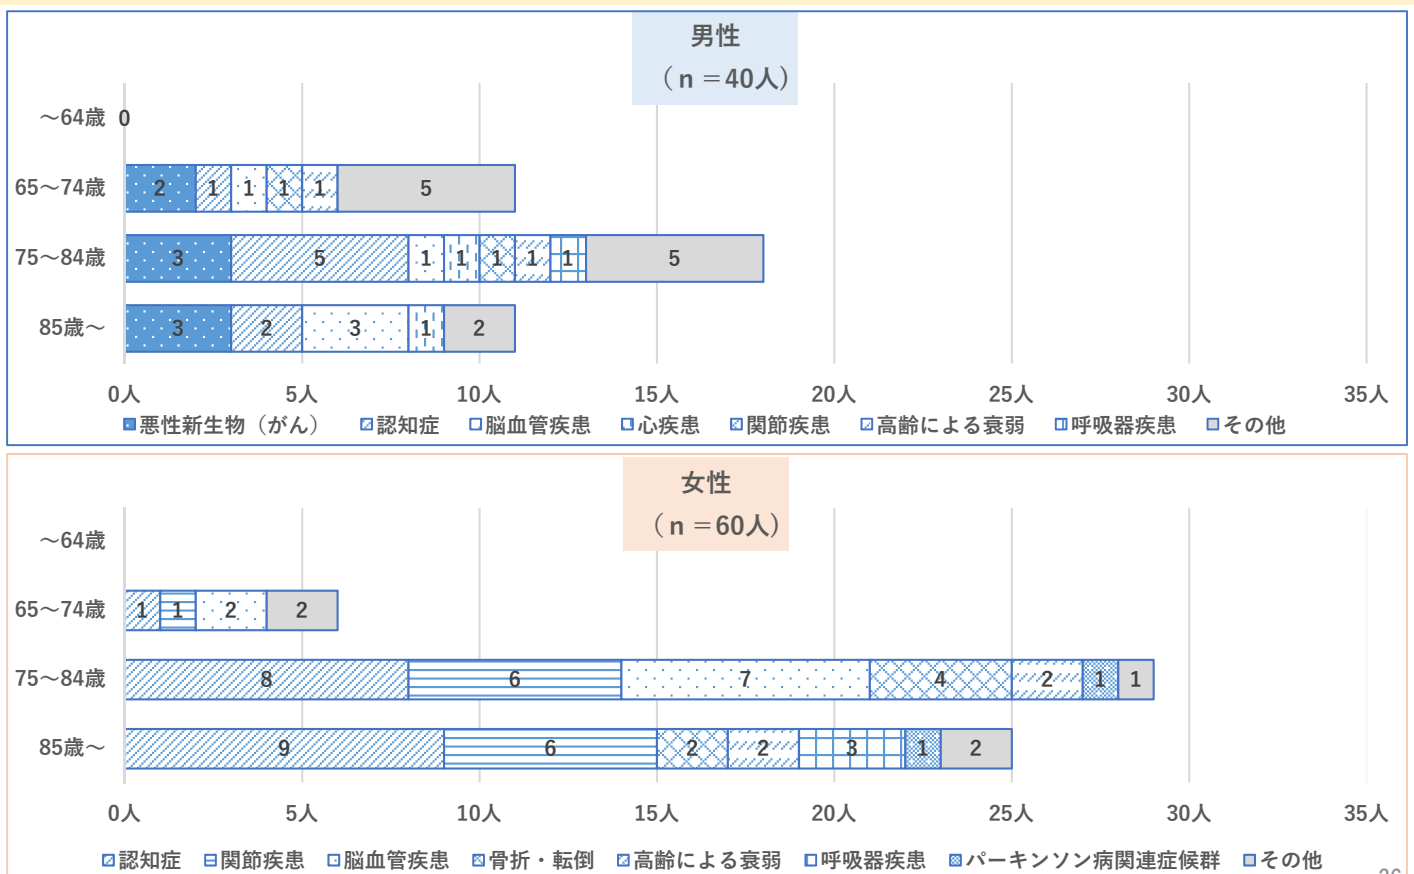 男性
（ｎ＝40人）
～64歳 0
65～74歳 2 1 1 1 1 5
75～84歳 3 5 1 1 1 1 1 5
85歳～ 3 2 3 1 2
0人 5人 10人 15人 20人 25人 30人 35人
悪性新生物（がん） 認知症 脳血管疾患 心疾患 関節疾患 高齢による衰弱 呼吸器疾患 その他
女性
（ｎ＝60人）
～64歳
65～74歳 1 1 2 2
75～84歳 8 6 7 4 2 1 1
85歳～ 9 6 2 2 3 1 2
0人 5人 10人 15人 20人 25人 30人 35人
認知症 関節疾患 脳血管疾患 骨折・転倒 高齢による衰弱 呼吸器疾患 パーキンソン病関連症候群 その他